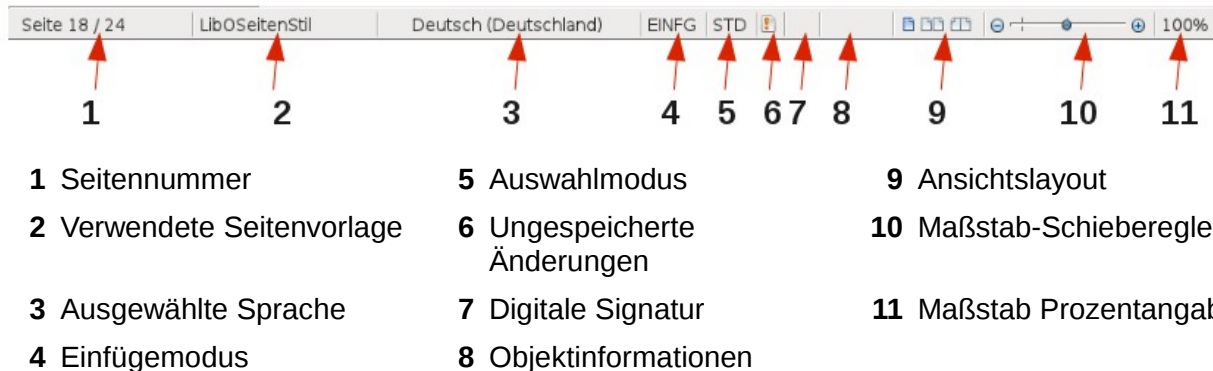 Seite 18 / 24 LibOSeitenStil Deutsch (Deutschland) EINFG STD 100%
1 2 3 4 5 6 7 8 9 10 11
1 Seitennummer
2 Verwendete Seitenvorlage
3 Ausgewählte Sprache
4 Einfügemodus
5 Auswahlmodus
6 Ungespeicherte
Änderungen
7 Digitale Signatur
8 Objektinformationen
9 Ansichtslayout
10 Maßstab-Schieberegle
11 Maßstab Prozentangab